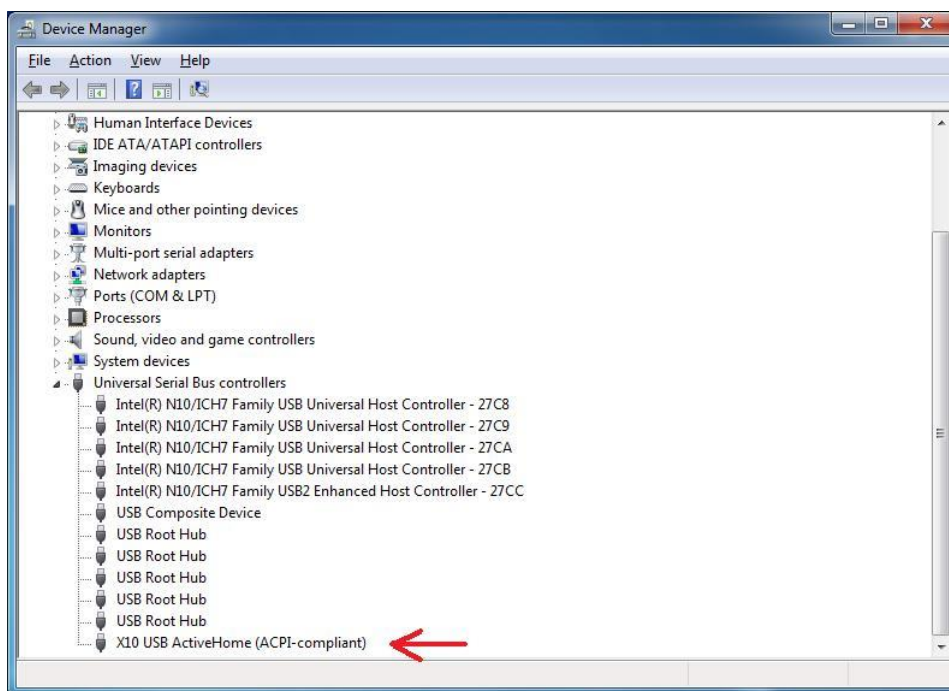 Device Manager
File Action View Help
Human Interface Devices
IDE ATA/ATAPI controllers
Imaging devices
Keyboards
Mice and other pointing devices
Monitors
Multi-port serial adapters
Network adapters
Ports (COM & LPT)
Processors
Sound, video and game controllers
System devices
Universal Serial Bus controllers
Intel(R) N10/ICH7 Family USB Universal Host Controller - 27C8
Intel(R) N10/ICH7 Family USB Universal Host Controller - 27C9
Intel(R) N10/ICH7 Family USB Universal Host Controller - 27CA
Intel(R) N10/ICH7 Family USB Universal Host Controller - 27CB
Intel(R) N10/ICH7 Family USB2 Enhanced Host Controller - 27CC
USB Composite Device
USB Root Hub
USB Root Hub
USB Root Hub
USB Root Hub
USB Root Hub
X10 USB ActiveHome (ACPI-compliant)